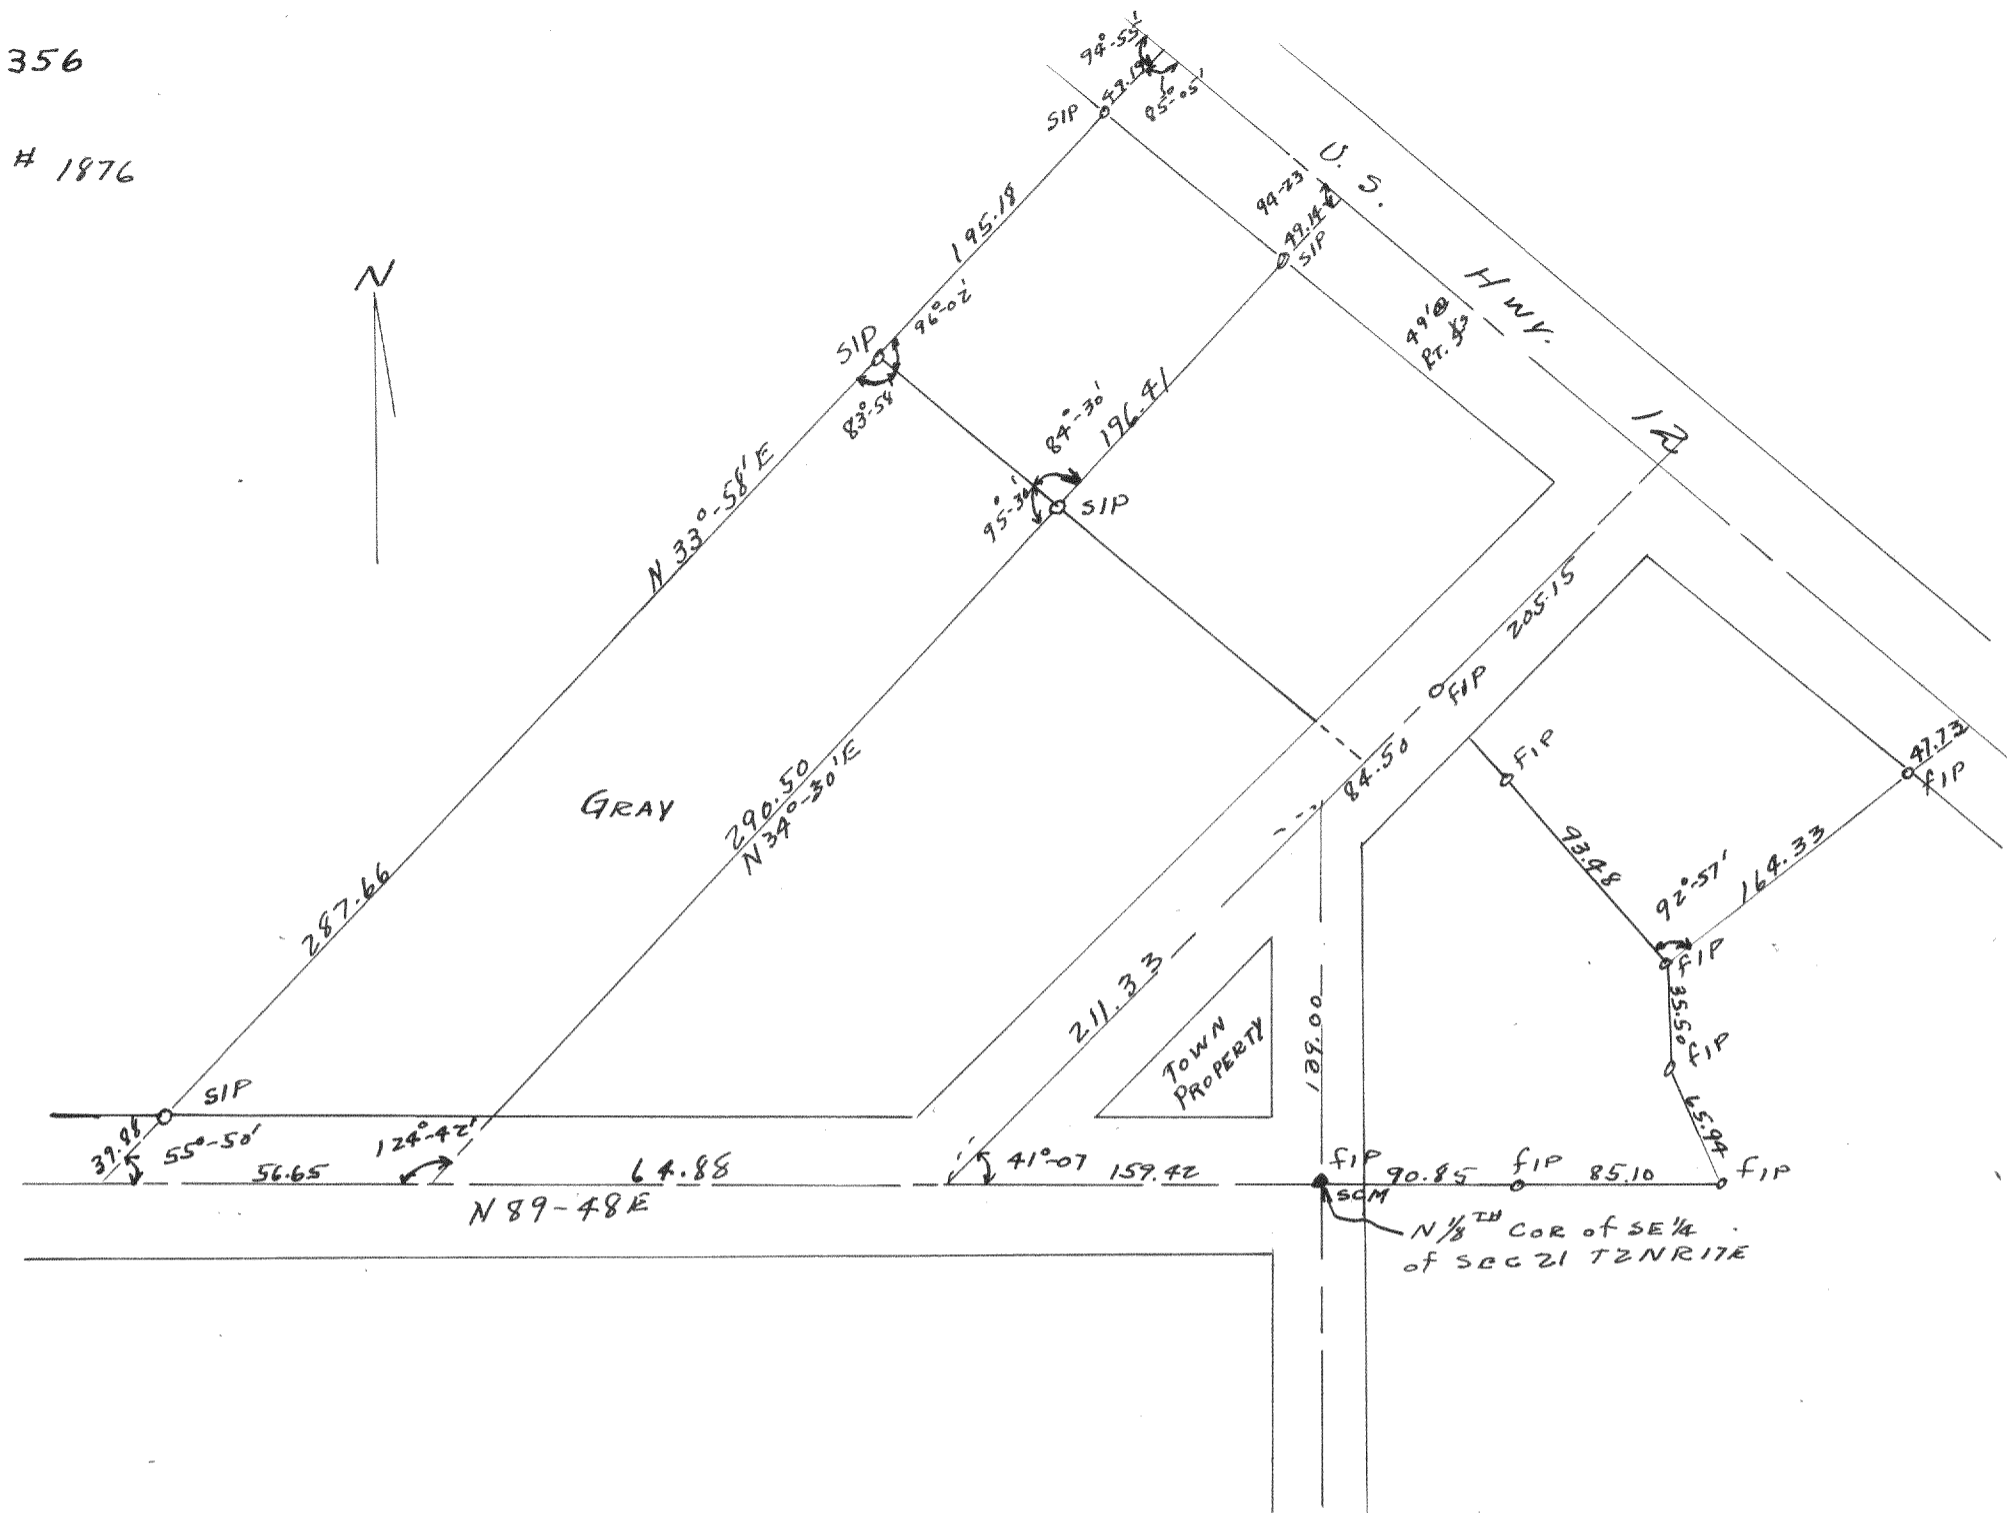 356
# 1876
N
94°-55'
49.19
85°-05'
SIP
U. S. HWY. 12
99-23
49.14
SIP
195.18
SIP
96°-02'
83°-58'
49'@
RT. ∡s
84°-30'
196.41
95°-30'
SIP
N 33°-58'E
287.66
GRAY
290.50
N 34°-30'E
205.15
FIP
84.50
FIP
47.73
FIP
93.48
92°-57'
164.33
FIP
35.50
FIP
65.94
FIP
211.33
TOWN
PROPERTY
189.00
SIP
39.88
55°-50'
56.65
124°-42'
64.88
N 89-48E
41°-07
159.42
FIP
SCM
90.85
FIP
85.10
N 1/8TH COR of SE 1/4
of SEC 21 T2N R17E